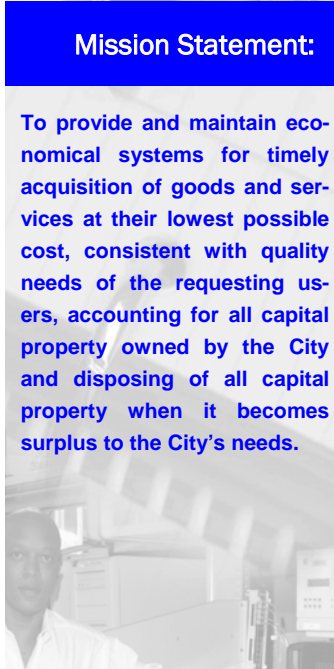 Mission Statement:
To provide and maintain eco-
nomical systems for timely
acquisition of goods and ser-
vices at their lowest possible
cost, consistent with quality
needs of the requesting us-
ers, accounting for all capital
property owned by the City
and disposing of all capital
property when it becomes
surplus to the City's needs.